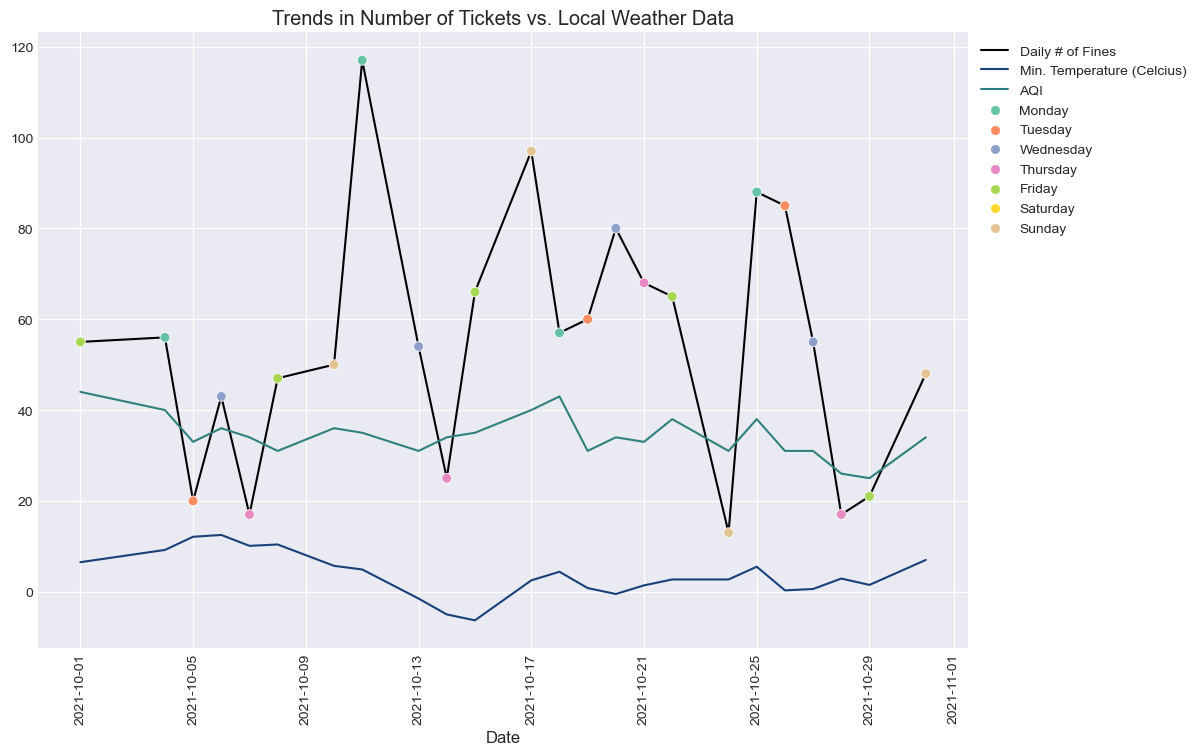 Trends in Number of Tickets vs. Local Weather Data
120
100
80
60
40
20
0
2021-10-01
2021-10-05
2021-10-09
2021-10-13
2021-10-17
2021-10-21
2021-10-25
2021-10-29
2021-11-01
Date
Daily # of Fines
Min. Temperature (Celcius)
AQI
Monday
Tuesday
Wednesday
Thursday
Friday
Saturday
Sunday